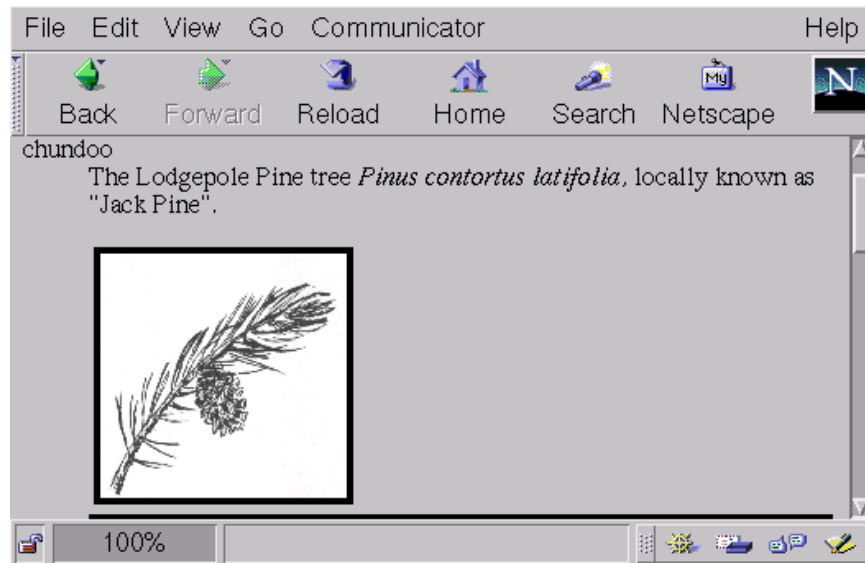 File Edit View Go Communicator Help
Back Forward Reload Home Search My Netscape N
chundoo
The Lodgepole Pine tree Pinus contortus latifolia, locally known as
"Jack Pine".
100%